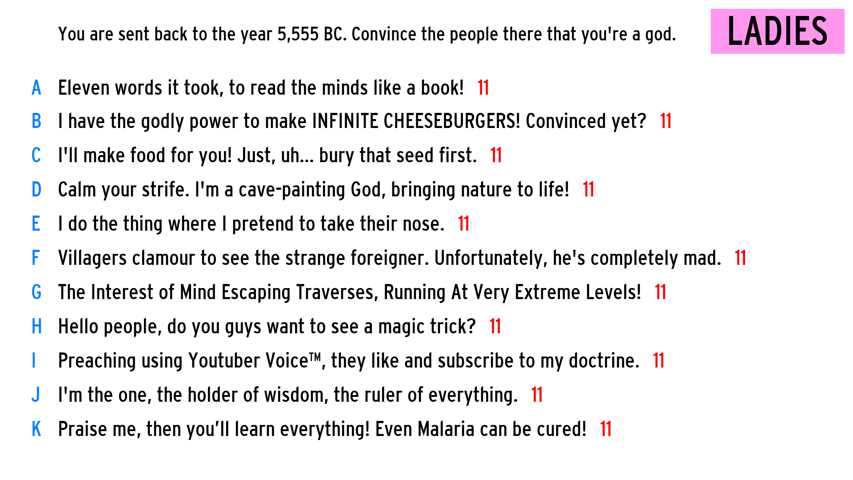 You are sent back to the year 5,555 BC. Convince the people there that you're a god.
LADIES
A Eleven words it took, to read the minds like a book! 11
B I have the godly power to make INFINITE CHEESEBURGERS! Convinced yet? 11
C I'll make food for you! Just, uh... bury that seed first. 11
D Calm your strife. I'm a cave-painting God, bringing nature to life! 11
E I do the thing where I pretend to take their nose. 11
F Villagers clamour to see the strange foreigner. Unfortunately, he's completely mad. 11
G The Interest of Mind Escaping Traverses, Running At Very Extreme Levels! 11
H Hello people, do you guys want to see a magic trick? 11
I Preaching using Youtuber Voice™, they like and subscribe to my doctrine. 11
J I'm the one, the holder of wisdom, the ruler of everything. 11
K Praise me, then you’ll learn everything! Even Malaria can be cured! 11